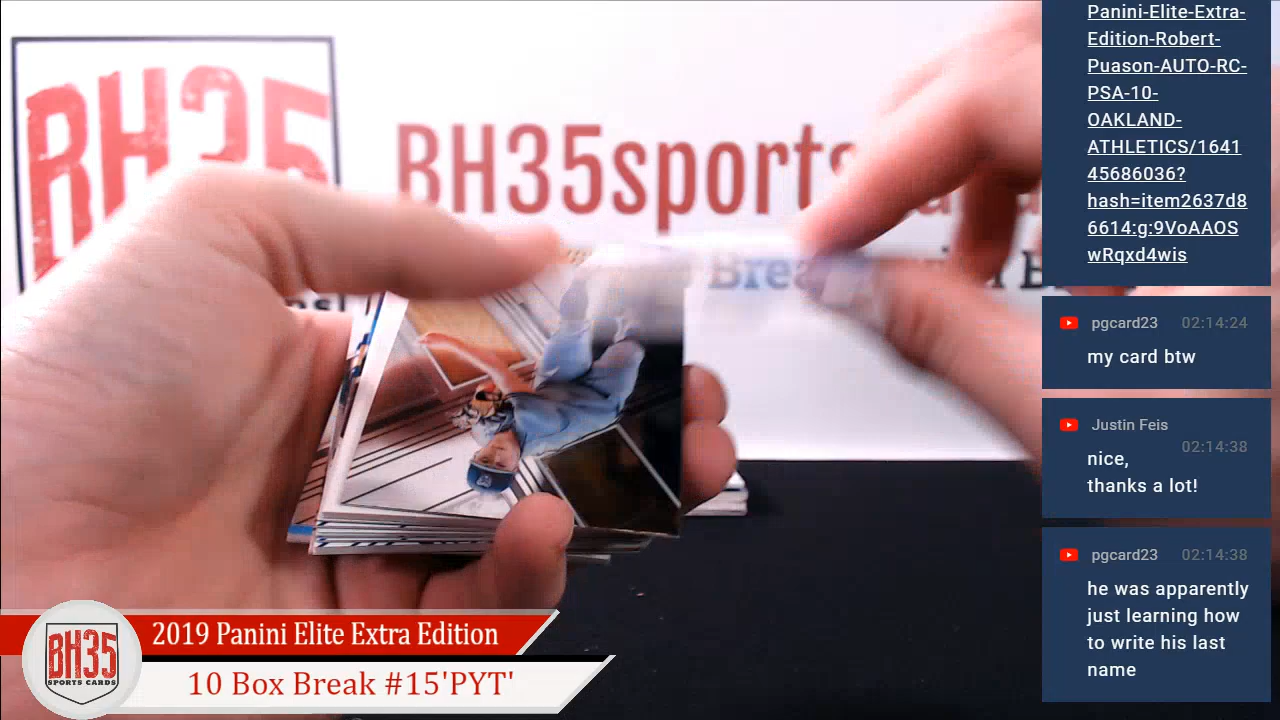 BH35
BH35sports
Brea
2019 Panini Elite Extra Edition
10 Box Break #15'PYT'
BH35
SPORTS CARDS
Panini-Elite-Extra-
Edition-Robert-
Puason-AUTO-RC-
PSA-10-
OAKLAND-
ATHLETICS/1641
45686036?
hash=item2637d8
6614:g:9VoAAOS
wRqxd4wis
pgcard23 02:14:24
my card btw
Justin Feis
02:14:38
nice,
thanks a lot!
pgcard23 02:14:38
he was apparently
just learning how
to write his last
name